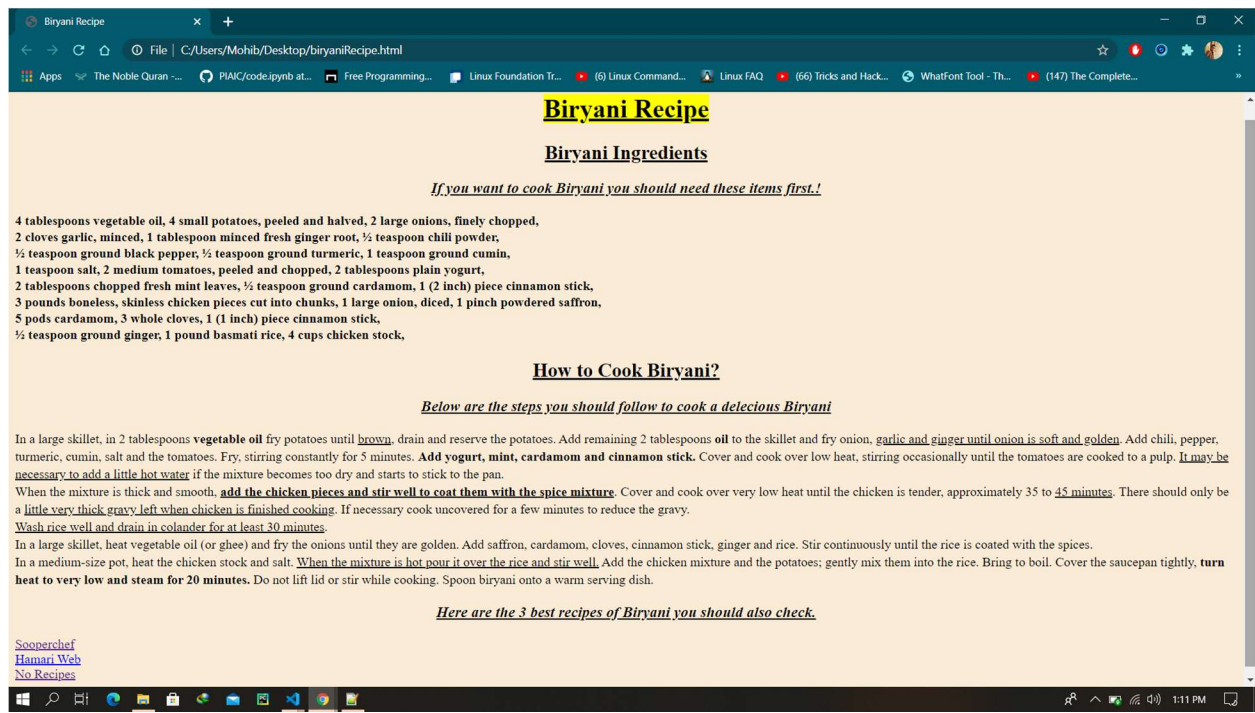 Biryani Recipe
File | C:/Users/Mohib/Desktop/biryaniRecipe.html
Apps The Noble Quran -... PIAIC/code.ipynb at... Free Programming... Linux Foundation Tr... (6) Linux Command... Linux FAQ (66) Tricks and Hack... WhatFont Tool - Th... (147) The Complete... »
Biryani Recipe
Biryani Ingredients
If you want to cook Biryani you should need these items first.!
4 tablespoons vegetable oil, 4 small potatoes, peeled and halved, 2 large onions, finely chopped,
2 cloves garlic, minced, 1 tablespoon minced fresh ginger root, ½ teaspoon chili powder,
½ teaspoon ground black pepper, ½ teaspoon ground turmeric, 1 teaspoon ground cumin,
1 teaspoon salt, 2 medium tomatoes, peeled and chopped, 2 tablespoons plain yogurt,
2 tablespoons chopped fresh mint leaves, ½ teaspoon ground cardamom, 1 (2 inch) piece cinnamon stick,
3 pounds boneless, skinless chicken pieces cut into chunks, 1 large onion, diced, 1 pinch powdered saffron,
5 pods cardamom, 3 whole cloves, 1 (1 inch) piece cinnamon stick,
½ teaspoon ground ginger, 1 pound basmati rice, 4 cups chicken stock,
How to Cook Biryani?
Below are the steps you should follow to cook a delecious Biryani
In a large skillet, in 2 tablespoons vegetable oil fry potatoes until brown, drain and reserve the potatoes. Add remaining 2 tablespoons oil to the skillet and fry onion, garlic and ginger until onion is soft and golden. Add chili, pepper,
turmeric, cumin, salt and the tomatoes. Fry, stirring constantly for 5 minutes. Add yogurt, mint, cardamom and cinnamon stick. Cover and cook over low heat, stirring occasionally until the tomatoes are cooked to a pulp. It may be
necessary to add a little hot water if the mixture becomes too dry and starts to stick to the pan.
When the mixture is thick and smooth, add the chicken pieces and stir well to coat them with the spice mixture. Cover and cook over very low heat until the chicken is tender, approximately 35 to 45 minutes. There should only be
a little very thick gravy left when chicken is finished cooking. If necessary cook uncovered for a few minutes to reduce the gravy.
Wash rice well and drain in colander for at least 30 minutes.
In a large skillet, heat vegetable oil (or ghee) and fry the onions until they are golden. Add saffron, cardamom, cloves, cinnamon stick, ginger and rice. Stir continuously until the rice is coated with the spices.
In a medium-size pot, heat the chicken stock and salt. When the mixture is hot pour it over the rice and stir well. Add the chicken mixture and the potatoes; gently mix them into the rice. Bring to boil. Cover the saucepan tightly, turn
heat to very low and steam for 20 minutes. Do not lift lid or stir while cooking. Spoon biryani onto a warm serving dish.
Here are the 3 best recipes of Biryani you should also check.
Sooperchef
Hamari Web
No Recipes
1:11 PM